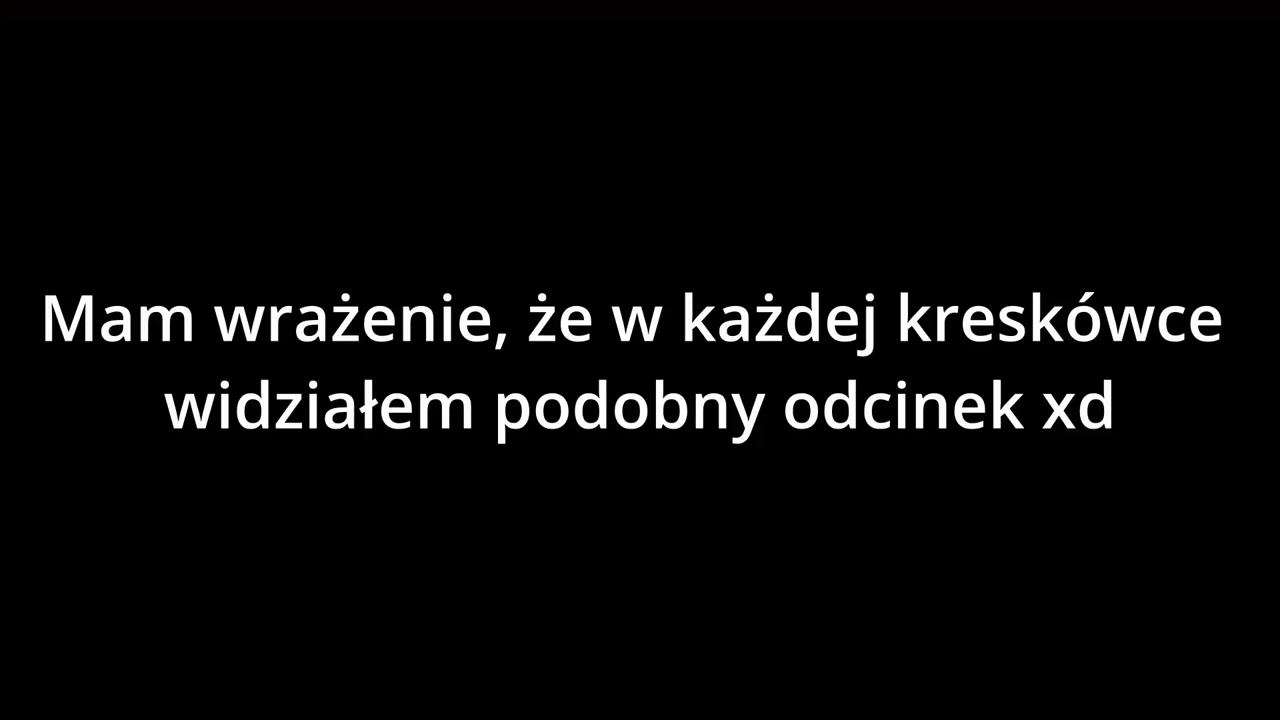 Mam wrażenie, że w każdej kreskówce
widziałem podobny odcinek xd